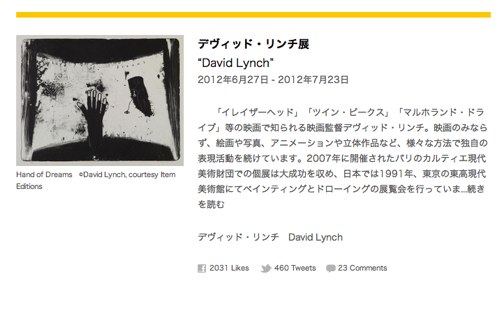 デヴィッド・リンチ展
“David Lynch”
2012年6月27日 - 2012年7月23日
「イレイザーヘッド」「ツイン・ピークス」「マルホランド・ドラ
イブ」等の映画で知られる映画監督デヴィッド・リンチ。映画のみなら
ず、絵画や写真、アニメーションや立体作品など、様々な方法で独自の
表現活動を続けています。2007年に開催されたパリのカルティエ現代
美術財団での個展は大成功を収め、日本では1991年、東京の東高現代
美術館にてペインティングとドローイングの展覧会を行っていま...続き
を読む
Hand of Dreams ©David Lynch, courtesy Item
Editions
デヴィッド・リンチ David Lynch
2031 Likes 460 Tweets 23 Comments